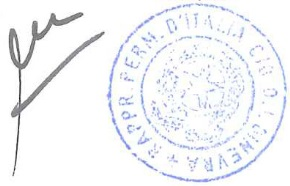 RAPPR. PERM. D'ITALIA C/O O.I. GINEVRA